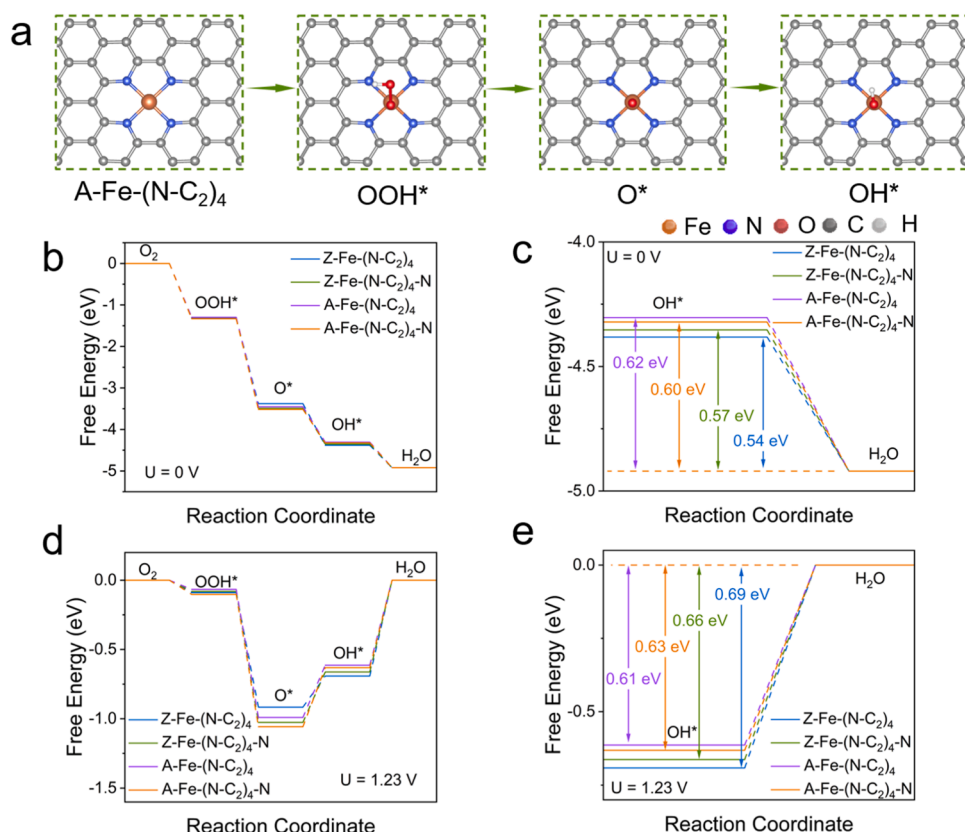 a
A-Fe-(N-C₂)₄
OOH*
O*
OH*
Fe N O C H
b
Free Energy (eV)
0
-1
-2
-3
-4
-5
O₂
OOH*
O*
OH*
H₂O
Z-Fe-(N-C₂)₄
Z-Fe-(N-C₂)₄-N
A-Fe-(N-C₂)₄
A-Fe-(N-C₂)₄-N
U = 0 V
Reaction Coordinate
c
Free Energy (eV)
-4.0
-4.5
-5.0
U = 0 V
Z-Fe-(N-C₂)₄
Z-Fe-(N-C₂)₄-N
A-Fe-(N-C₂)₄
A-Fe-(N-C₂)₄-N
OH*
0.62 eV
0.60 eV
0.57 eV
0.54 eV
H₂O
Reaction Coordinate
d
Free Energy (eV)
0.0
-0.5
-1.0
-1.5
O₂
OOH*
O*
OH*
H₂O
Z-Fe-(N-C₂)₄
Z-Fe-(N-C₂)₄-N
A-Fe-(N-C₂)₄
A-Fe-(N-C₂)₄-N
U = 1.23 V
Reaction Coordinate
e
Free Energy (eV)
0.0
-0.5
H₂O
0.69 eV
0.66 eV
0.63 eV
0.61 eV
OH*
Z-Fe-(N-C₂)₄
Z-Fe-(N-C₂)₄-N
A-Fe-(N-C₂)₄
A-Fe-(N-C₂)₄-N
U = 1.23 V
Reaction Coordinate